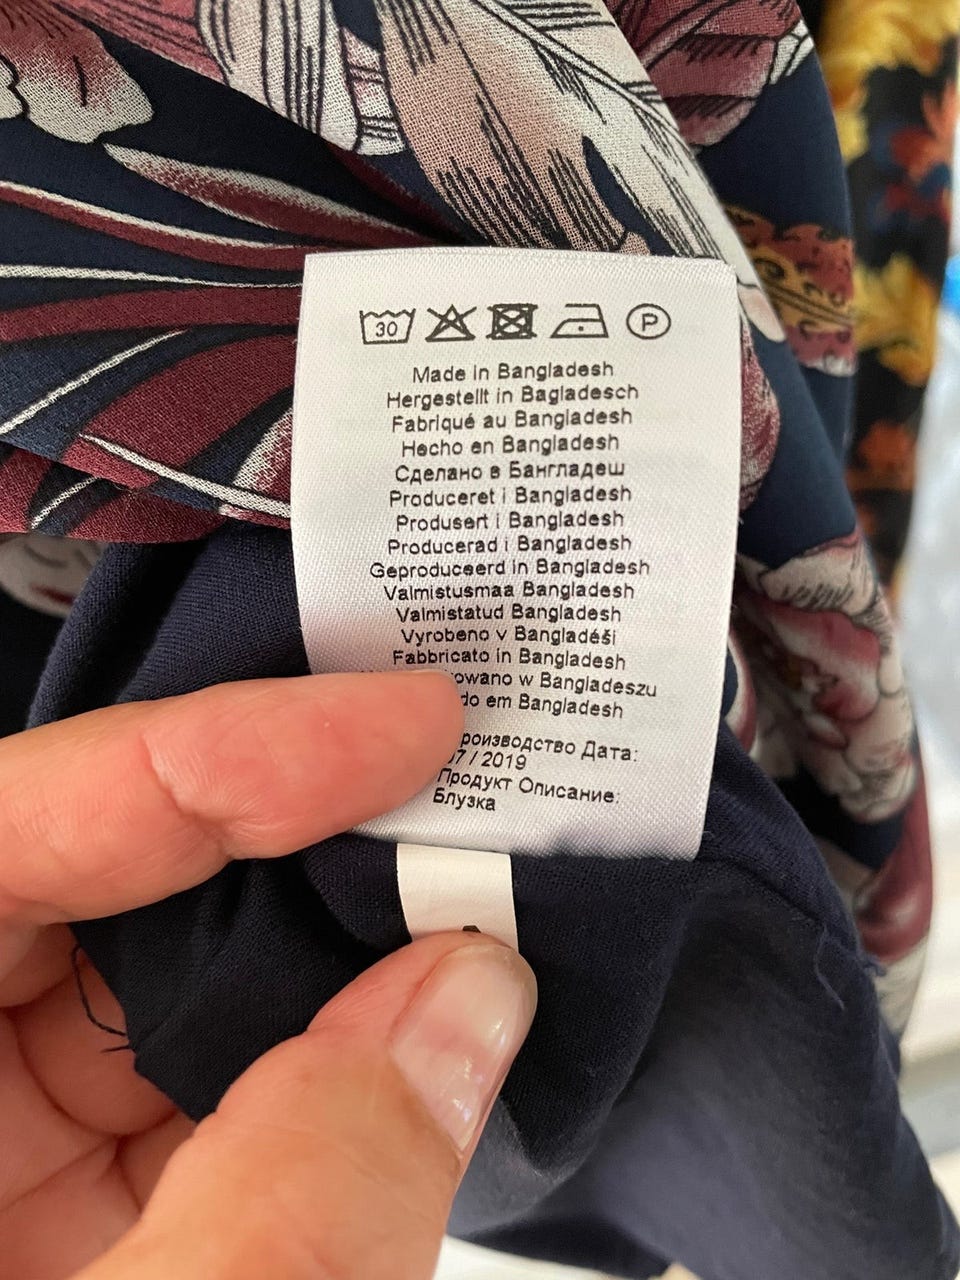 30 P
Made in Bangladesh
Hergestellt in Bagladesch
Fabriqué au Bangladesh
Hecho en Bangladesh
Сделано в Бангладеш
Produceret i Bangladesh
Produsert i Bangladesh
Producerad i Bangladesh
Geproduceerd in Bangladesh
Valmistusmaa Bangladesh
Valmistatud Bangladesh
Vyrobeno v Bangladéši
Fabbricato in Bangladesh
w Bangladeszu
em Bangladesh
Дата:
/ 2019
Продукт Описание:
Блузка